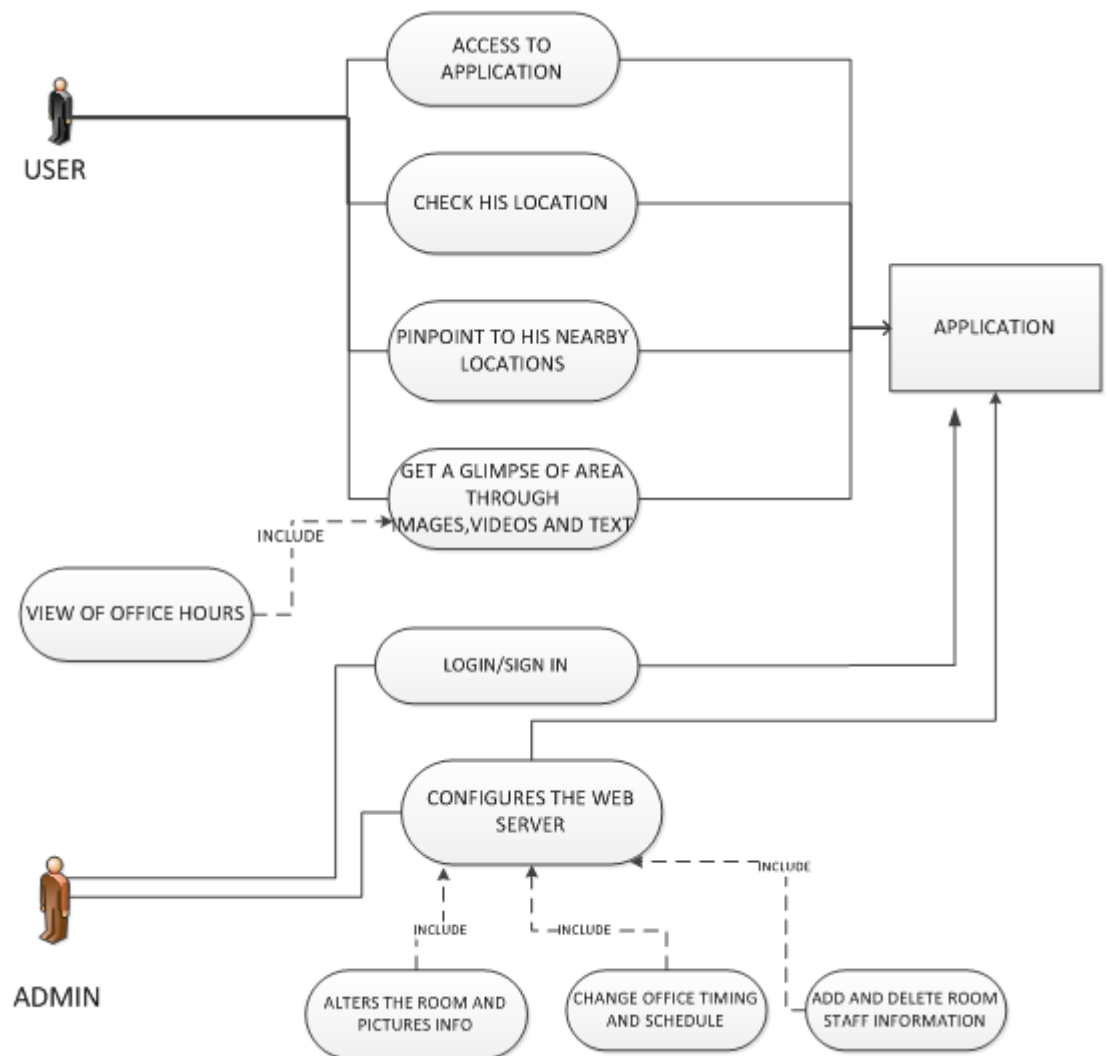 ACCESS TO
APPLICATION
USER
CHECK HIS LOCATION
APPLICATION
PINPOINT TO HIS NEARBY
LOCATIONS
GET A GLIMPSE OF AREA
THROUGH
IMAGES,VIDEOS AND TEXT
INCLUDE
VIEW OF OFFICE HOURS
LOGIN/SIGN IN
CONFIGURES THE WEB
SERVER
INCLUDE
INCLUDE
INCLUDE
ADMIN
ALTERS THE ROOM AND
PICTURES INFO
CHANGE OFFICE TIMING
AND SCHEDULE
ADD AND DELETE ROOM
STAFF INFORMATION